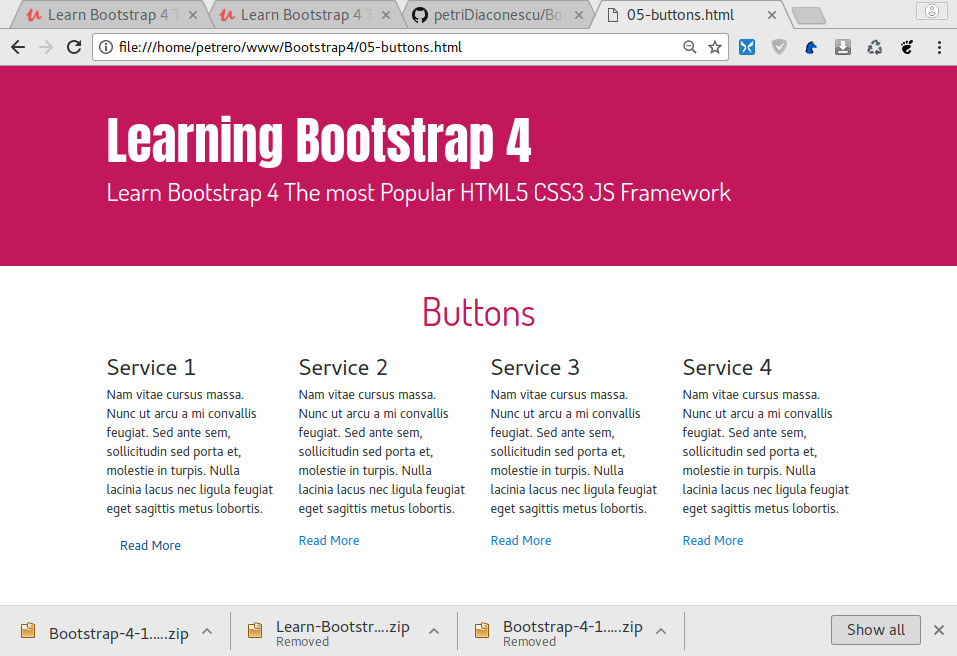 Learn Bootstrap 4 T
Learn Bootstrap 4 T
petriDiaconescu/Bo
05-buttons.html
file:///home/petrero/www/Bootstrap4/05-buttons.html
Learning Bootstrap 4
Learn Bootstrap 4 The most Popular HTML5 CSS3 JS Framework
Buttons
Service 1
Nam vitae cursus massa.
Nunc ut arcu a mi convallis
feugiat. Sed ante sem,
sollicitudin sed porta et,
molestie in turpis. Nulla
lacinia lacus nec ligula feugiat
eget sagittis metus lobortis.
Read More
Service 2
Nam vitae cursus massa.
Nunc ut arcu a mi convallis
feugiat. Sed ante sem,
sollicitudin sed porta et,
molestie in turpis. Nulla
lacinia lacus nec ligula feugiat
eget sagittis metus lobortis.
Read More
Service 3
Nam vitae cursus massa.
Nunc ut arcu a mi convallis
feugiat. Sed ante sem,
sollicitudin sed porta et,
molestie in turpis. Nulla
lacinia lacus nec ligula feugiat
eget sagittis metus lobortis.
Read More
Service 4
Nam vitae cursus massa.
Nunc ut arcu a mi convallis
feugiat. Sed ante sem,
sollicitudin sed porta et,
molestie in turpis. Nulla
lacinia lacus nec ligula feugiat
eget sagittis metus lobortis.
Read More
Bootstrap-4-1.....zip
Learn-Bootstr....zip
Removed
Bootstrap-4-1.....zip
Removed
Show all